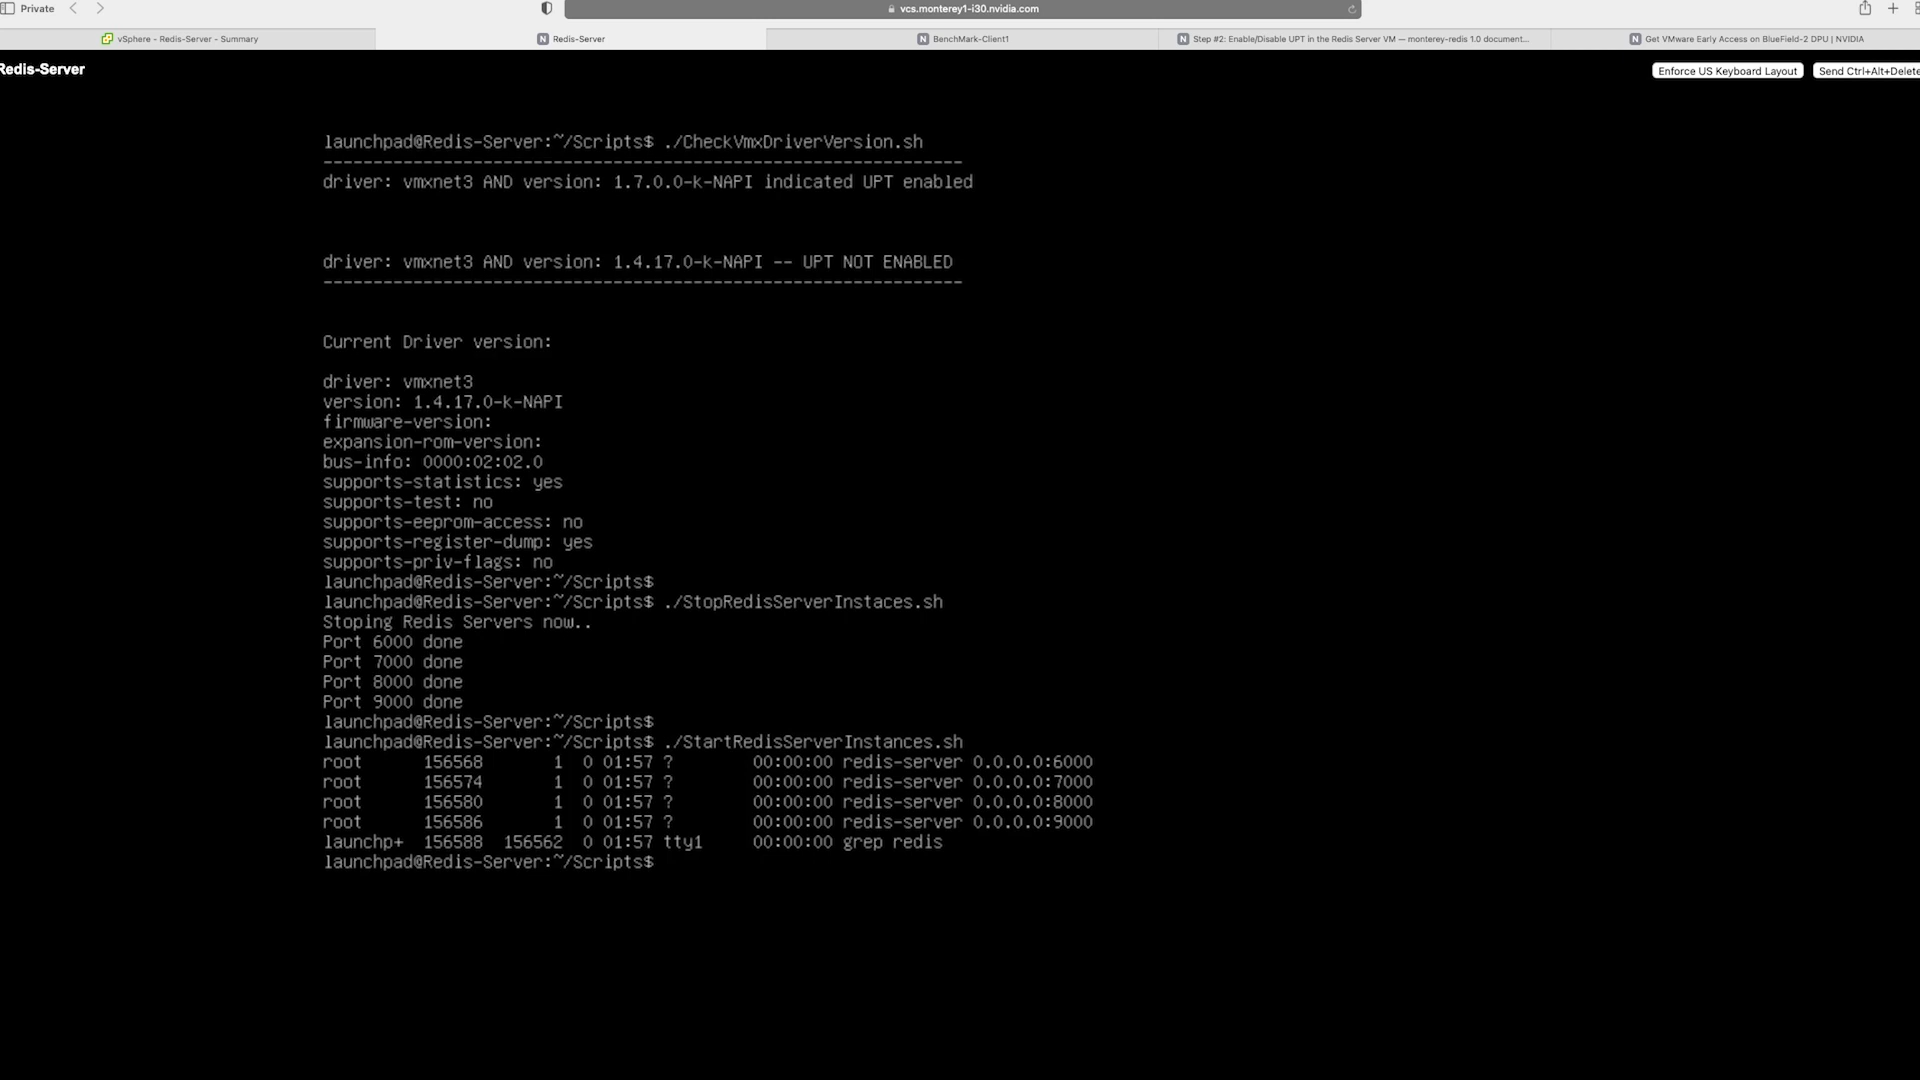 Private
vcs.monterey1-i30.nvidia.com
vSphere - Redis-Server - Summary
Redis-Server
BenchMark-Client1
Step #2: Enable/Disable UPT in the Redis Server VM — monterey-redis 1.0 document...
Get VMware Early Access on BlueField-2 DPU | NVIDIA
Redis-Server
Enforce US Keyboard Layout
Send Ctrl+Alt+Delete
launchpad@Redis-Server:~/Scripts$ ./CheckVmxDriverVersion.sh
----------------------------------------------------------------
driver: vmxnet3 AND version: 1.7.0.0-k-NAPI indicated UPT enabled
driver: vmxnet3 AND version: 1.4.17.0-k-NAPI -- UPT NOT ENABLED
----------------------------------------------------------------
Current Driver version:
driver: vmxnet3
version: 1.4.17.0-k-NAPI
firmware-version:
expansion-rom-version:
bus-info: 0000:02:02.0
supports-statistics: yes
supports-test: no
supports-eeprom-access: no
supports-register-dump: yes
supports-priv-flags: no
launchpad@Redis-Server:~/Scripts$
launchpad@Redis-Server:~/Scripts$ ./StopRedisServerInstaces.sh
Stoping Redis Servers now..
Port 6000 done
Port 7000 done
Port 8000 done
Port 9000 done
launchpad@Redis-Server:~/Scripts$
launchpad@Redis-Server:~/Scripts$ ./StartRedisServerInstances.sh
root      156568       1  0 01:57 ?        00:00:00 redis-server 0.0.0.0:6000
root      156574       1  0 01:57 ?        00:00:00 redis-server 0.0.0.0:7000
root      156580       1  0 01:57 ?        00:00:00 redis-server 0.0.0.0:8000
root      156586       1  0 01:57 ?        00:00:00 redis-server 0.0.0.0:9000
launchp+  156588  156562  0 01:57 tty1     00:00:00 grep redis
launchpad@Redis-Server:~/Scripts$